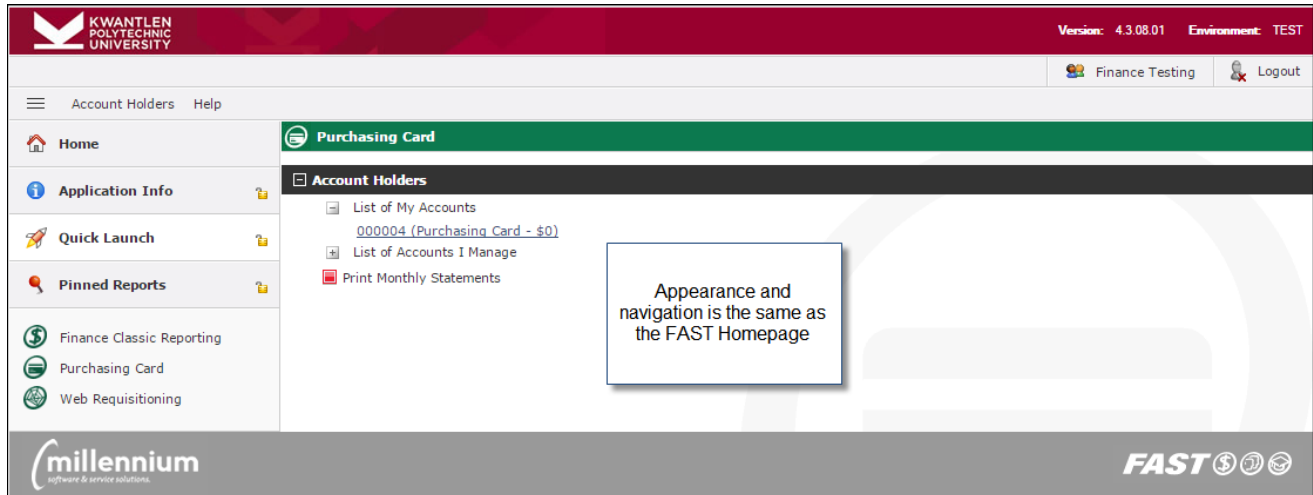 KWANTLEN
POLYTECHNIC
UNIVERSITY
Version: 4.3.08.01 Environment: TEST
Finance Testing Logout
Account Holders Help
Home
Purchasing Card
Application Info
Account Holders
List of My Accounts
000004 (Purchasing Card - $0)
Quick Launch
List of Accounts I Manage
Pinned Reports
Print Monthly Statements
Appearance and
navigation is the same as
the FAST Homepage
Finance Classic Reporting
Purchasing Card
Web Requisitioning
millennium
software & service solutions.
FAST